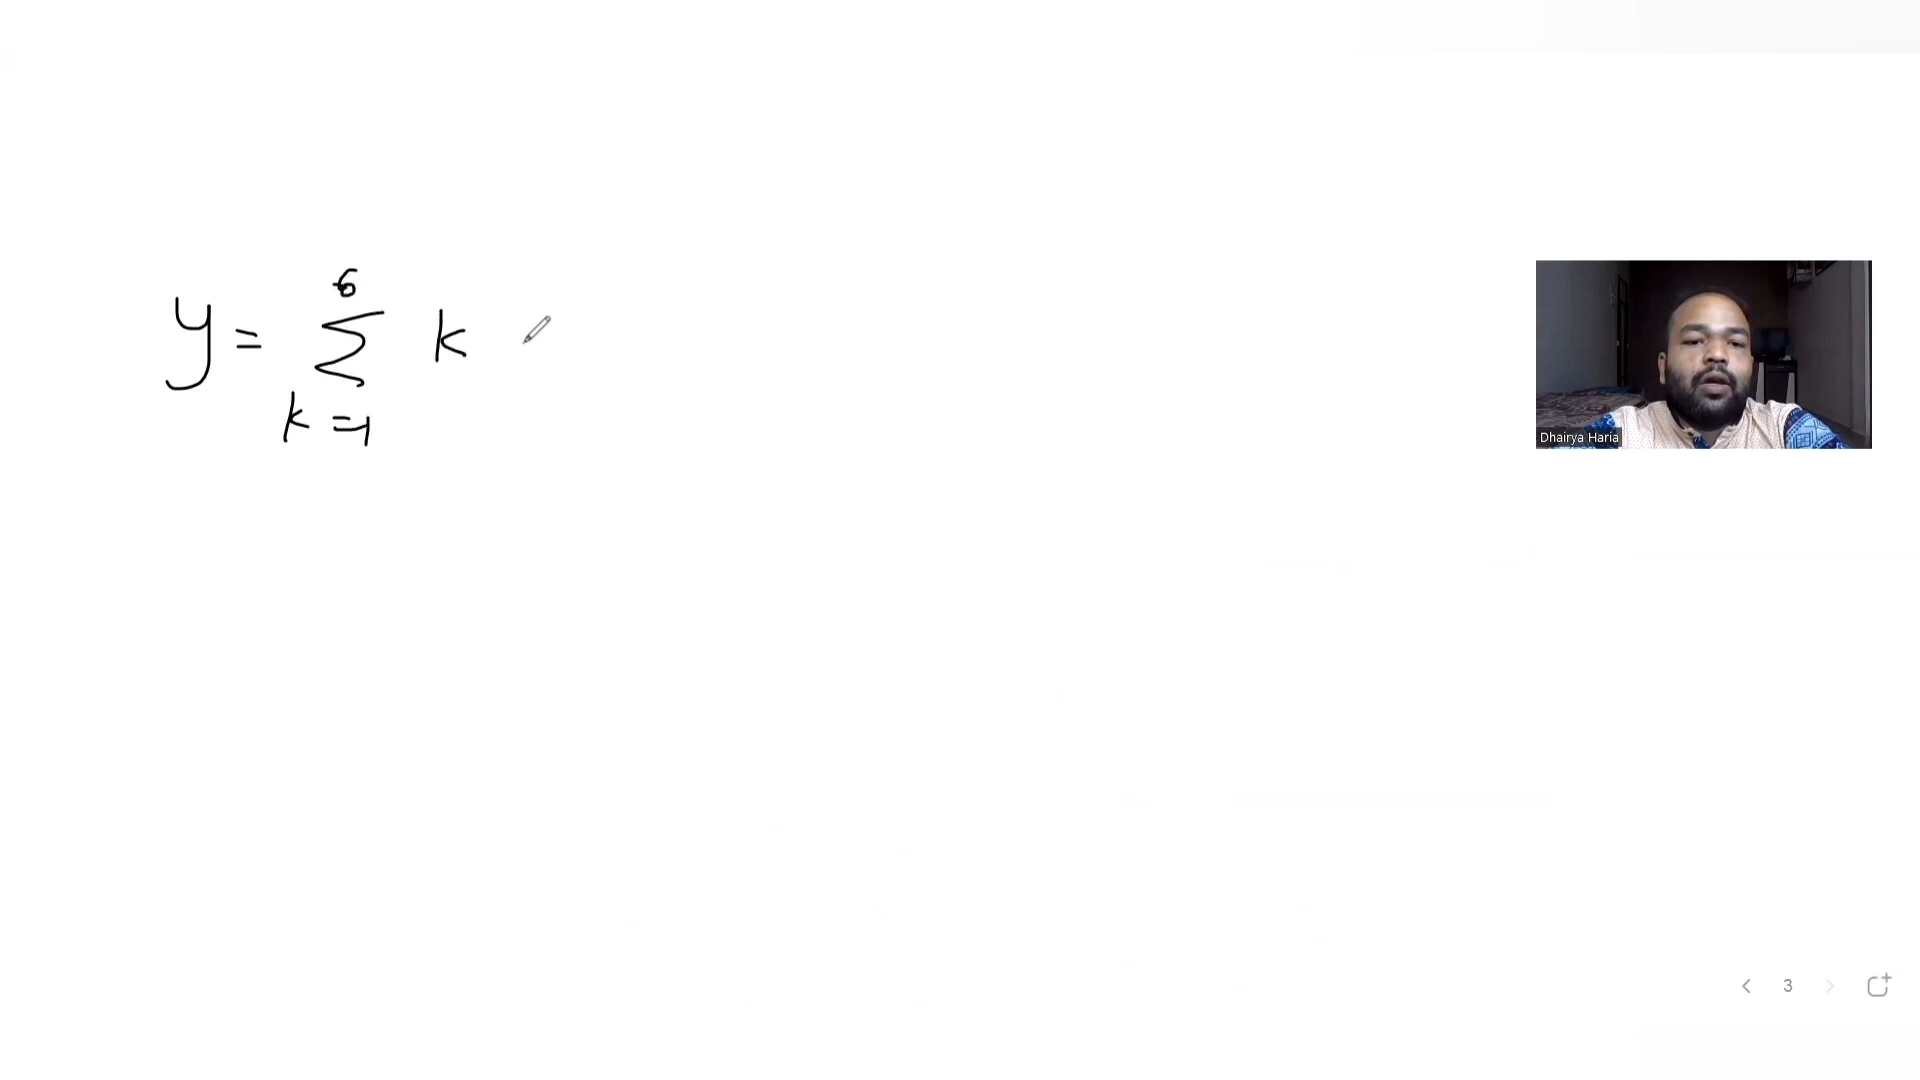 6
y = Σ k
k = 1
Dhairya Haria
3